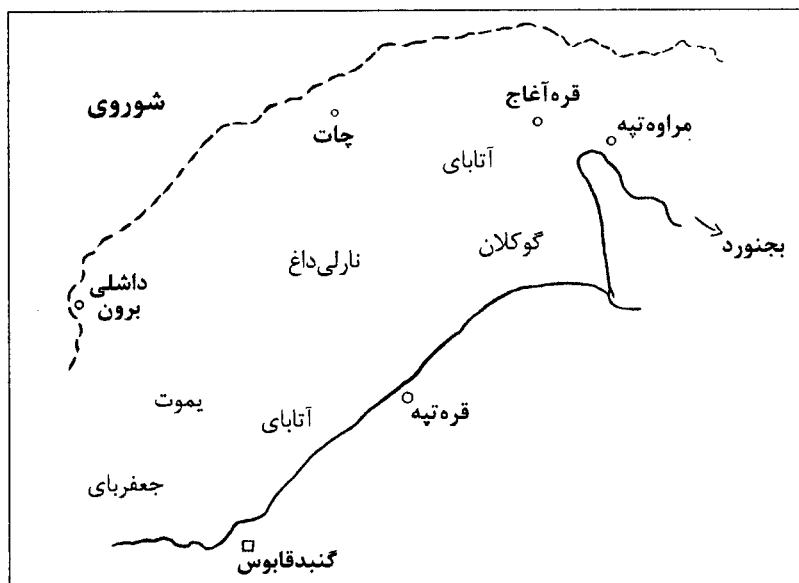 شوروی
قره‌آغاج
چات
مراوه‌تپه
آتابای
گوکلان
بجنورد
نارلی‌داغ
داشلی
برون
یموت
آتابای
قره‌تپه
جعفربای
گنبدقابوس